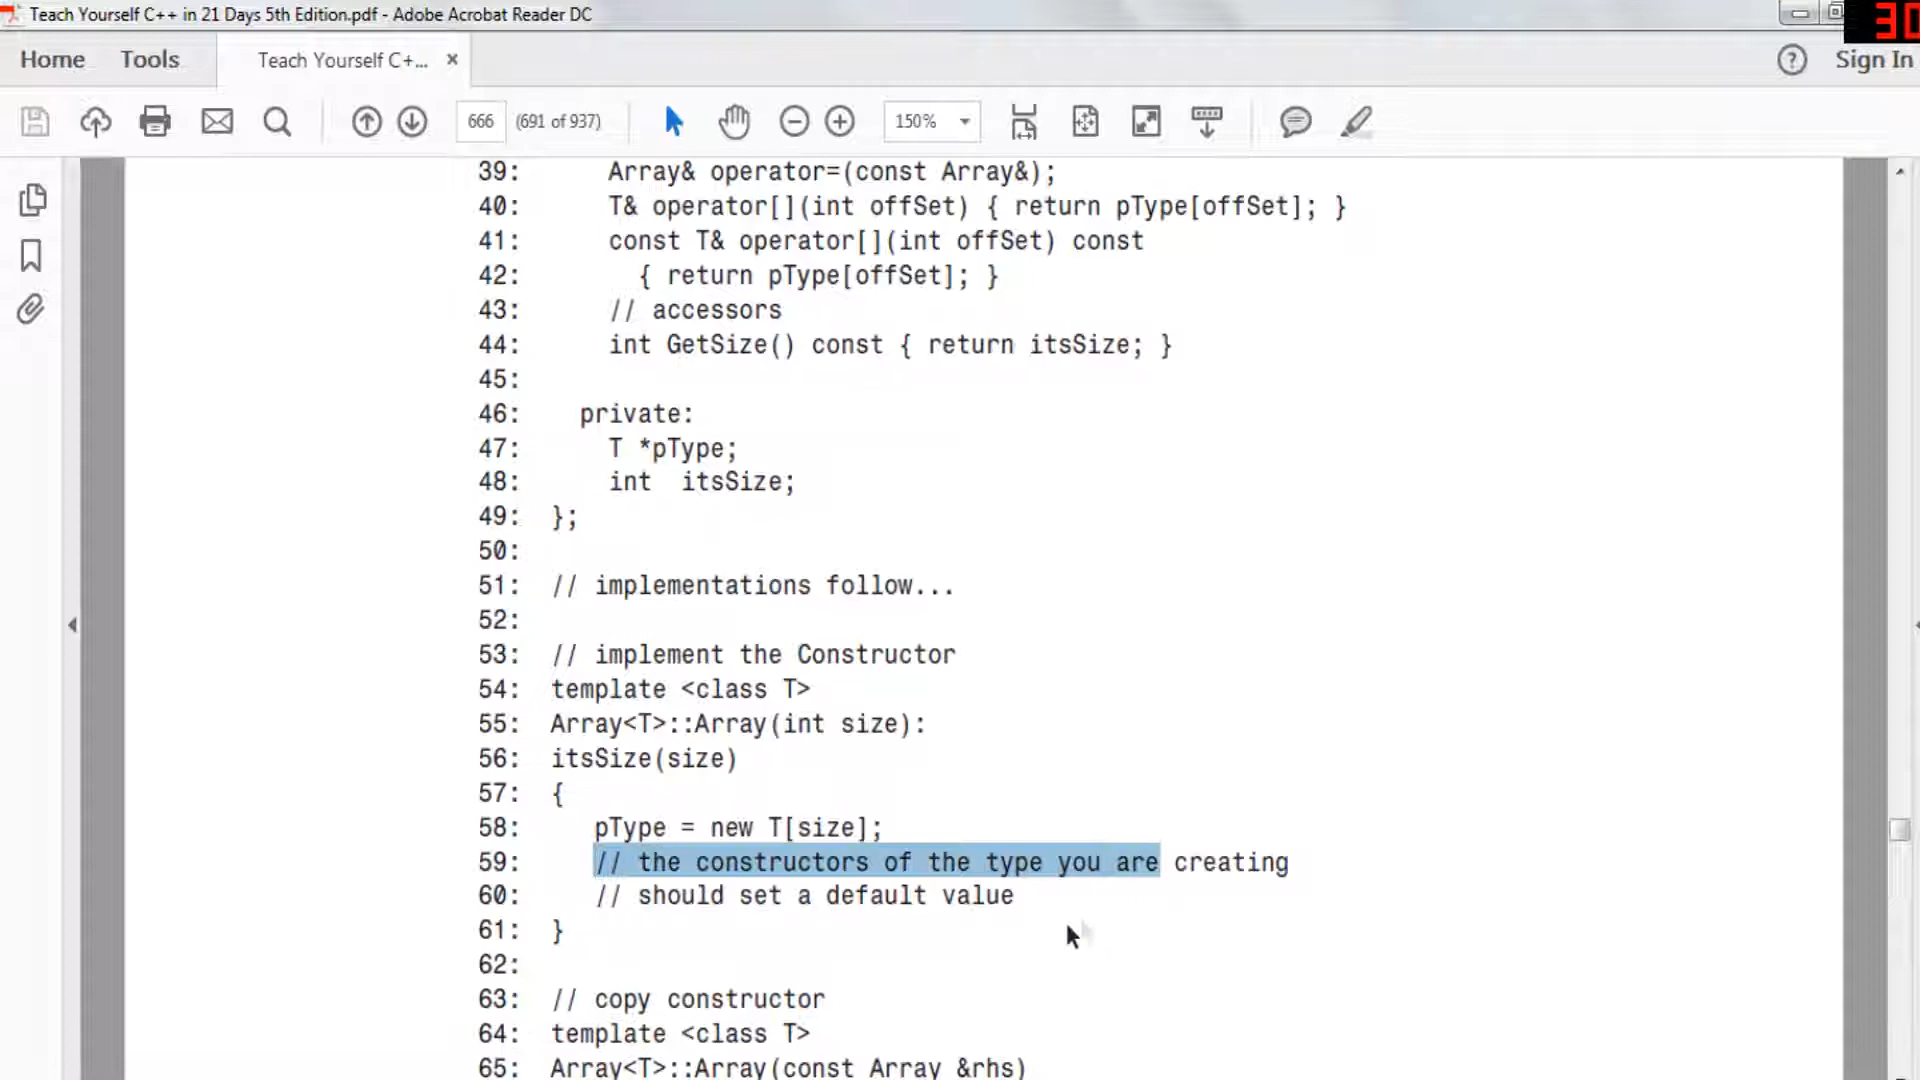 Teach Yourself C++ in 21 Days 5th Edition.pdf - Adobe Acrobat Reader DC
30
Home Tools Teach Yourself C+... × ? Sign In
666 (691 of 937) 150%
39: Array& operator=(const Array&);
40: T& operator[](int offSet) { return pType[offSet]; }
41: const T& operator[](int offSet) const
42: { return pType[offSet]; }
43: // accessors
44: int GetSize() const { return itsSize; }
45:
46: private:
47: T *pType;
48: int itsSize;
49: };
50:
51: // implementations follow...
52:
53: // implement the Constructor
54: template <class T>
55: Array<T>::Array(int size):
56: itsSize(size)
57: {
58: pType = new T[size];
59: // the constructors of the type you are creating
60: // should set a default value
61: }
62:
63: // copy constructor
64: template <class T>
65: Array<T>::Array(const Array &rhs)